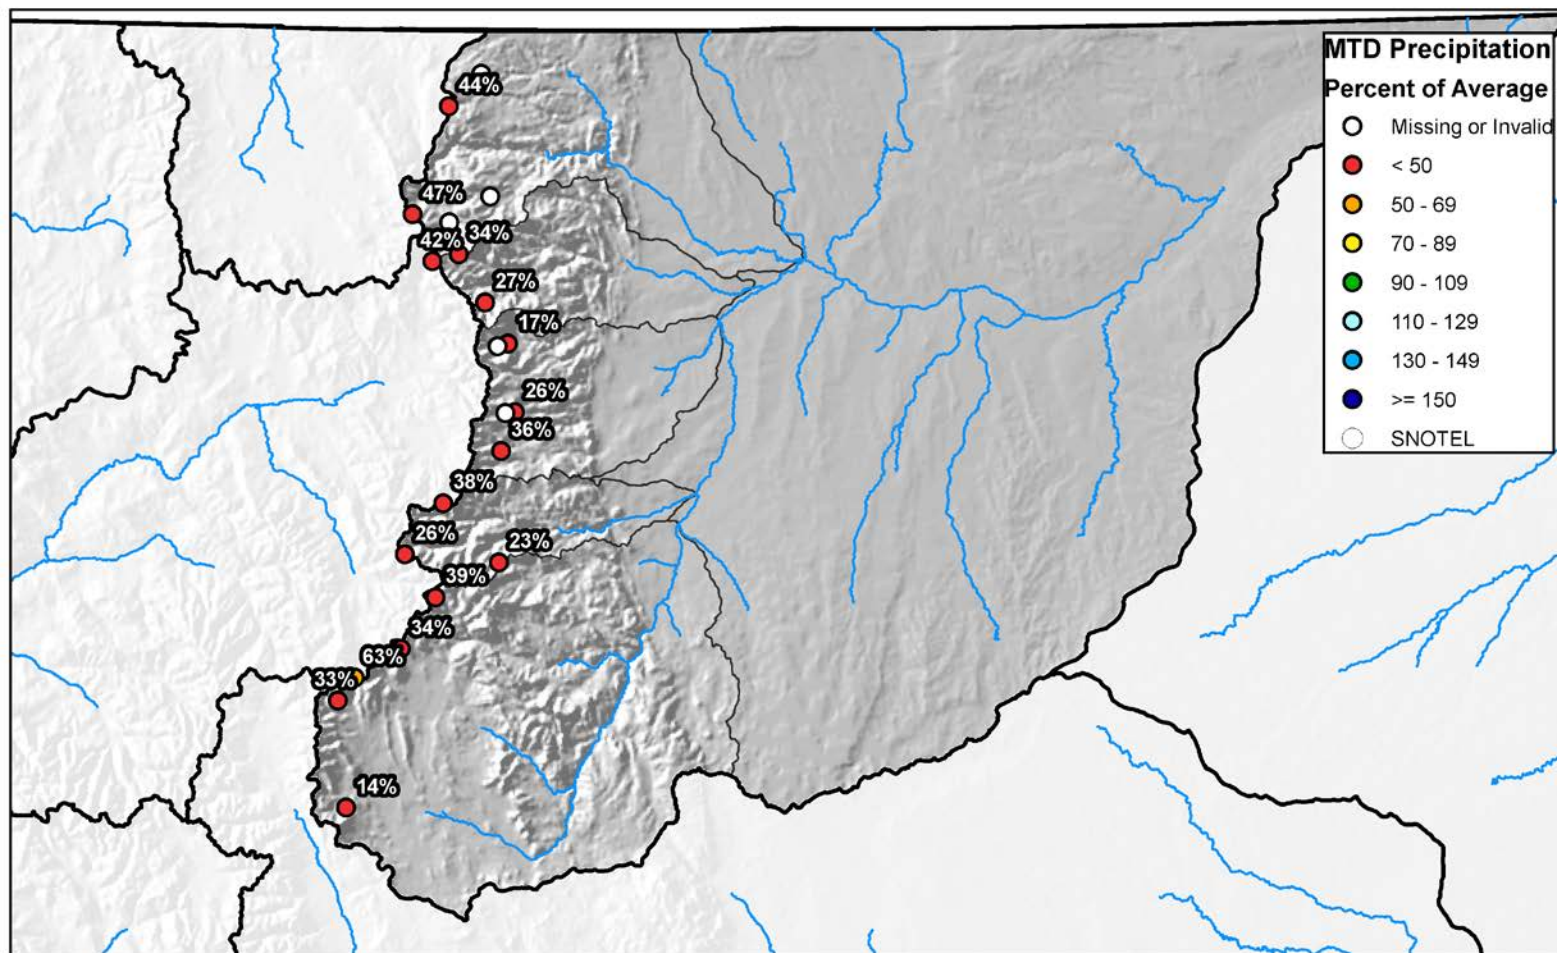 MTD Precipitation
Percent of Average
Missing or Invalid
< 50
50 - 69
70 - 89
90 - 109
110 - 129
130 - 149
>= 150
SNOTEL
44%
47%
42%
34%
27%
17%
26%
36%
38%
26%
23%
39%
34%
63%
33%
14%